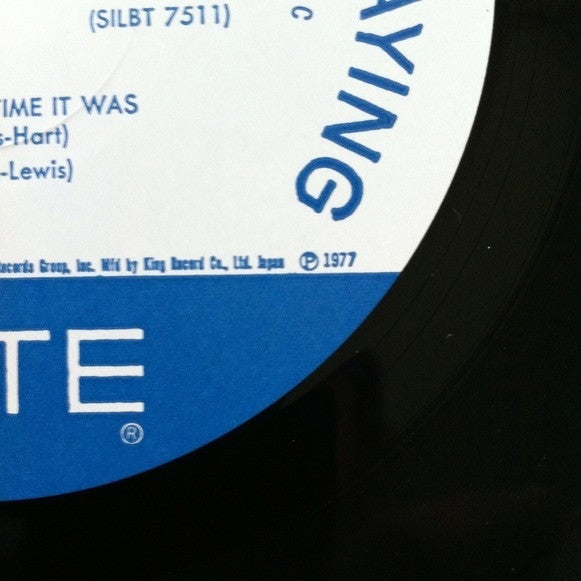 (SILBT 7511)
C
AYING
TIME IT WAS
s-Hart)
-Lewis)
ecords Group, Inc. Mfd by King Record Co., Ltd. Japan ℗ 1977
TE
®